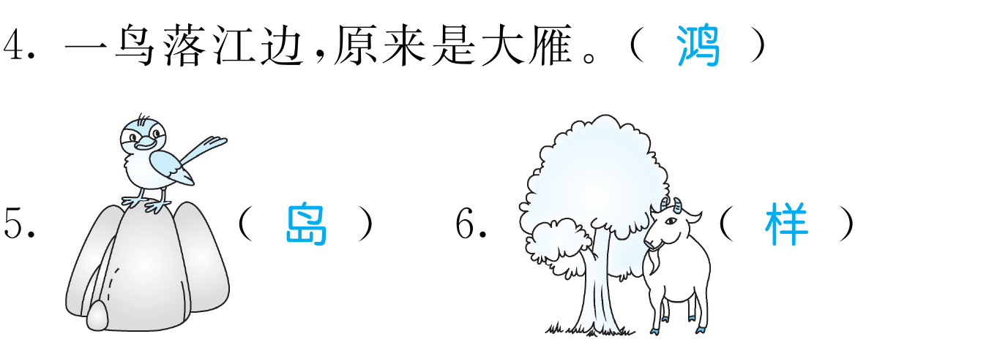 4. 一鸟落江边,原来是大雁。( 鸿 )
5. ( 岛 ) 6. ( 样 )